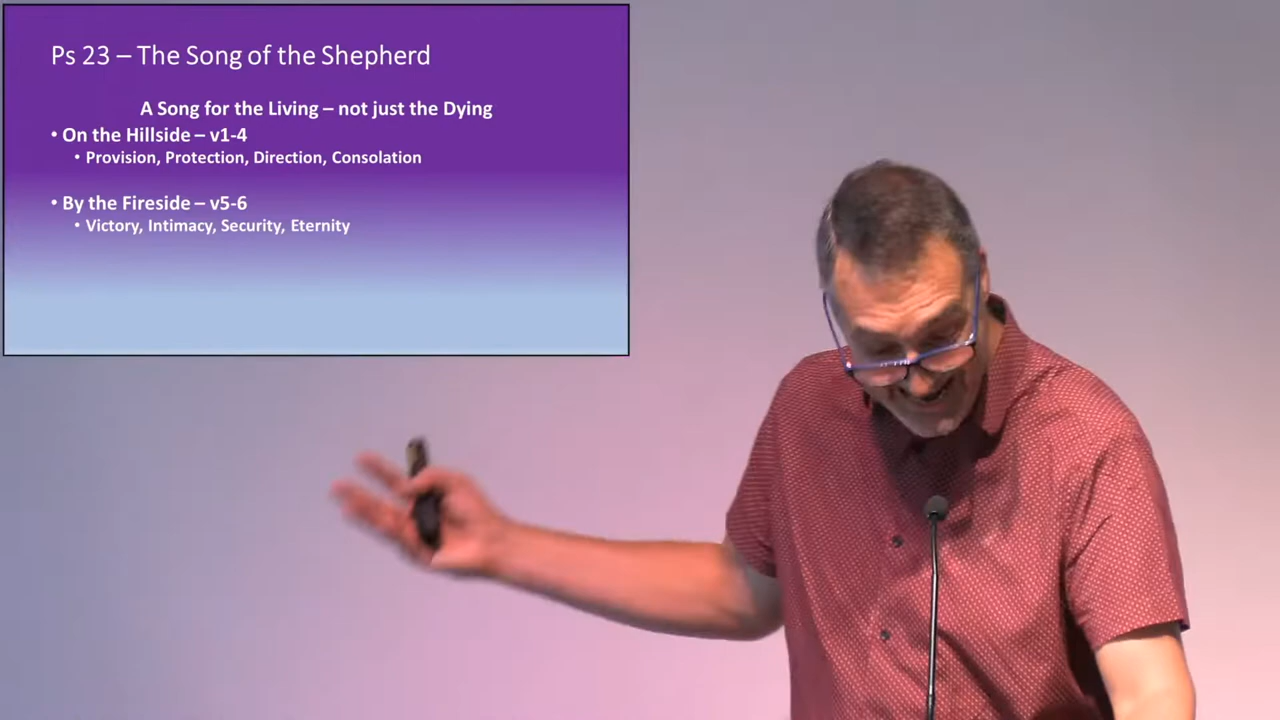 Ps 23 – The Song of the Shepherd
A Song for the Living – not just the Dying
• On the Hillside – v1-4
• Provision, Protection, Direction, Consolation
• By the Fireside – v5-6
• Victory, Intimacy, Security, Eternity